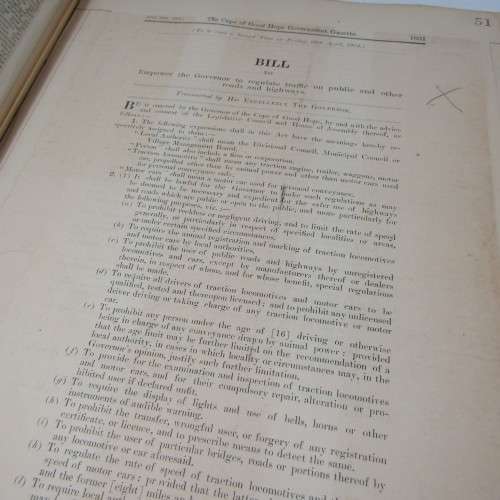 The Cape of Good Hope Government Gazette
1031
51
BILL
TO
Empower the Governor to regulate traffic on public and other
roads and highways.
Transmitted by HIS EXCELLENCY THE GOVERNOR.
BE it enacted by the Governor of the Cape of Good Hope, by and with the advice
and consent of the Legislative Council and House of Assembly thereof, as
follows:
1. The following expressions shall in this Act have the meanings hereby re-
spectively assigned to them:
"Local Authority" shall mean the Divisional Council, Municipal Council or
Village Management Board.
"Person" shall also mean a firm or corporation.
"Traction locomotive" shall mean any traction engine, trailer, waggons, motor
car, propelled other than by animal power and other than motor cars used
for personal conveyance only.
"Motor car" shall mean a motor car used for personal conveyance.
2. (1) It shall be lawful for the Governor to make such regulations as may
be deemed to be necessary and expedient for the safer use of highways
and roads which are public or open to the public, and more particularly for
the following purposes, viz.:
(a) To prohibit reckless or negligent driving, and to limit the rate of speed
generally, or particularly in respect of specified localities or areas,
or under certain specified circumstances.
(b) To require the annual registration and marking of traction locomotives
and motor cars by local authorities.
(c) To prohibit the use of public roads and highways by unregistered
locomotives and cars, except by manufacturers thereof or dealers
therein, in respect of whom, and for whose benefit, special regulations
shall be made.
(d) To require all drivers of traction locomotives and motor cars to be
qualified, tested and thereupon licensed; and to prohibit any unlicensed
driver driving or taking charge of any traction locomotive or motor
car.
(e) To prohibit any person under the age of [16] driving or otherwise
being in charge of any conveyance drawn by animal power; provided
that the age limit may be further limited on the recommendation of a
local authority, in cases in which locality or circumstances may, in the
Governor's opinion, justify such further limitation.
(f) To provide for the examination and inspection of traction locomotives
and motor cars, and for their compulsory repair, alteration or pro-
hibited user if declared unfit.
(g) To require the display of lights and use of bells, horns or other
instruments of audible warning.
(h) To prohibit the transfer, wrongful user, or forgery of any registration
certificate, or licence, and to prescribe means to detect the same.
(i) To prohibit the user of particular bridges, roads or portions thereof by
any locomotive or car aforesaid.
(k) To regulate the rate of speed of traction locomotives and
speed of motor cars; provided that the latter
and the former [eight] miles an
(l) To require local